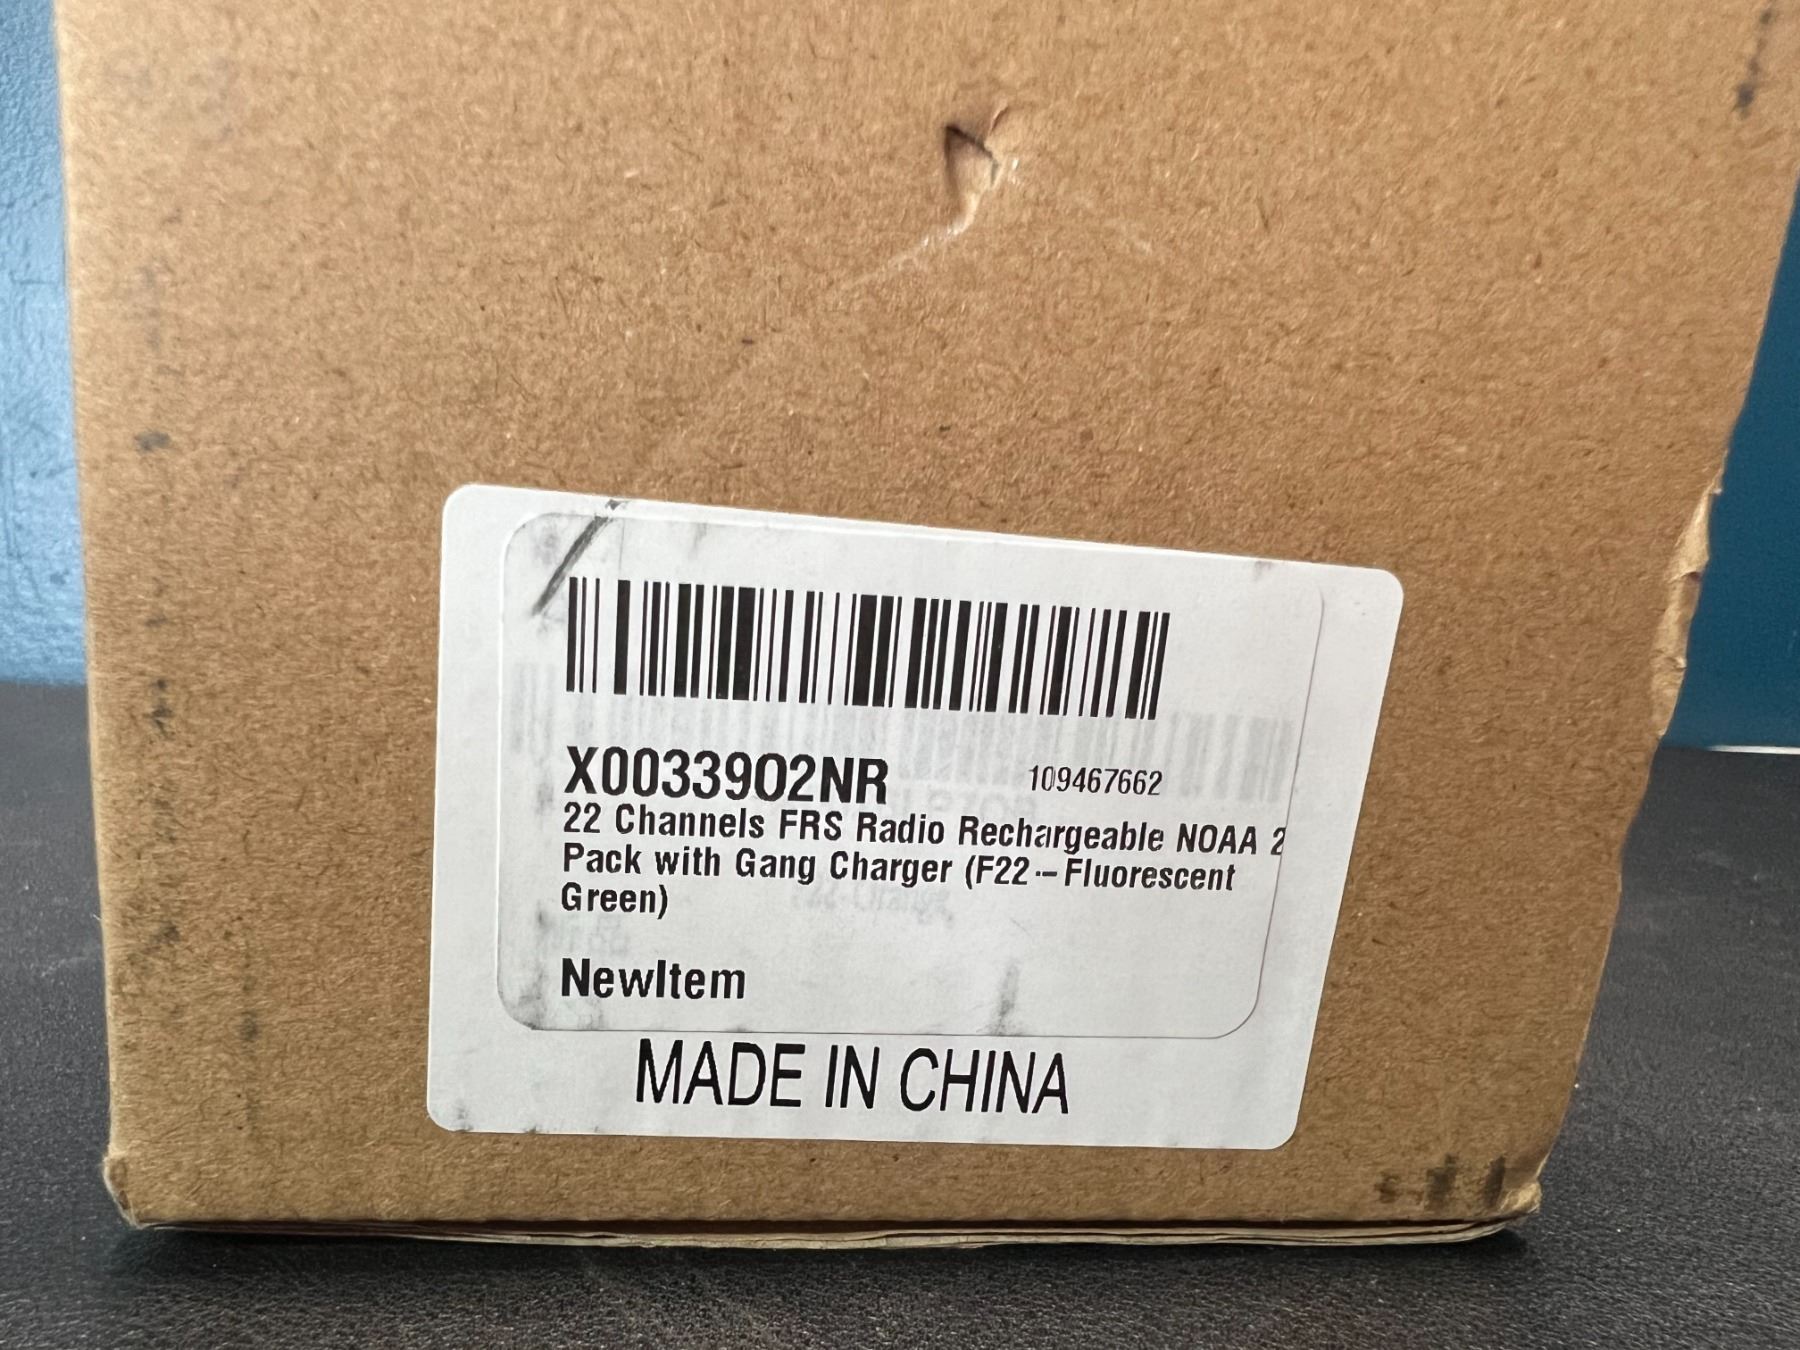 X00339O2NR 109467662
22 Channels FRS Radio Rechargeable NOAA 2
Pack with Gang Charger (F22 -- Fluorescent
Green)
NewItem
MADE IN CHINA